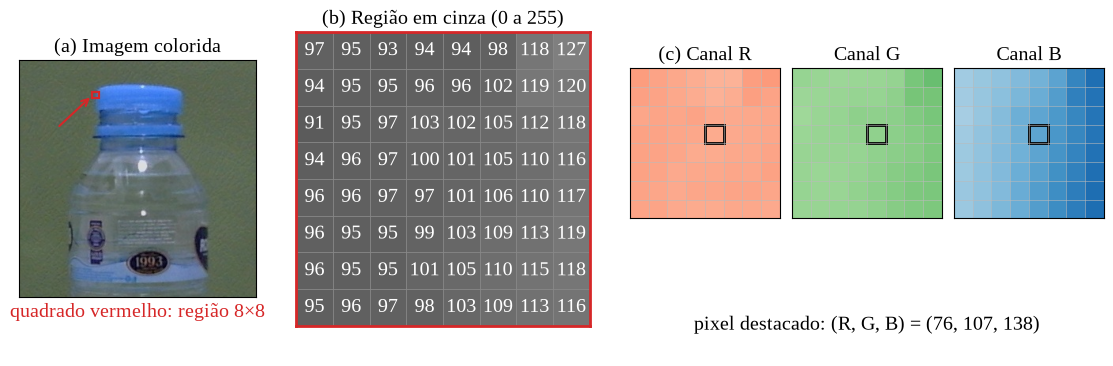 (a) Imagem colorida
1993
quadrado vermelho: região 8×8
(b) Região em cinza (0 a 255)
97 95 93 94 94 98 118 127
94 95 95 96 96 102 119 120
91 95 97 103 102 105 112 118
94 96 97 100 101 105 110 116
96 96 97 97 101 106 110 117
96 95 95 99 103 109 113 119
96 95 95 101 105 110 115 118
95 96 97 98 103 109 113 116
(c) Canal R
Canal G
Canal B
pixel destacado: (R, G, B) = (76, 107, 138)